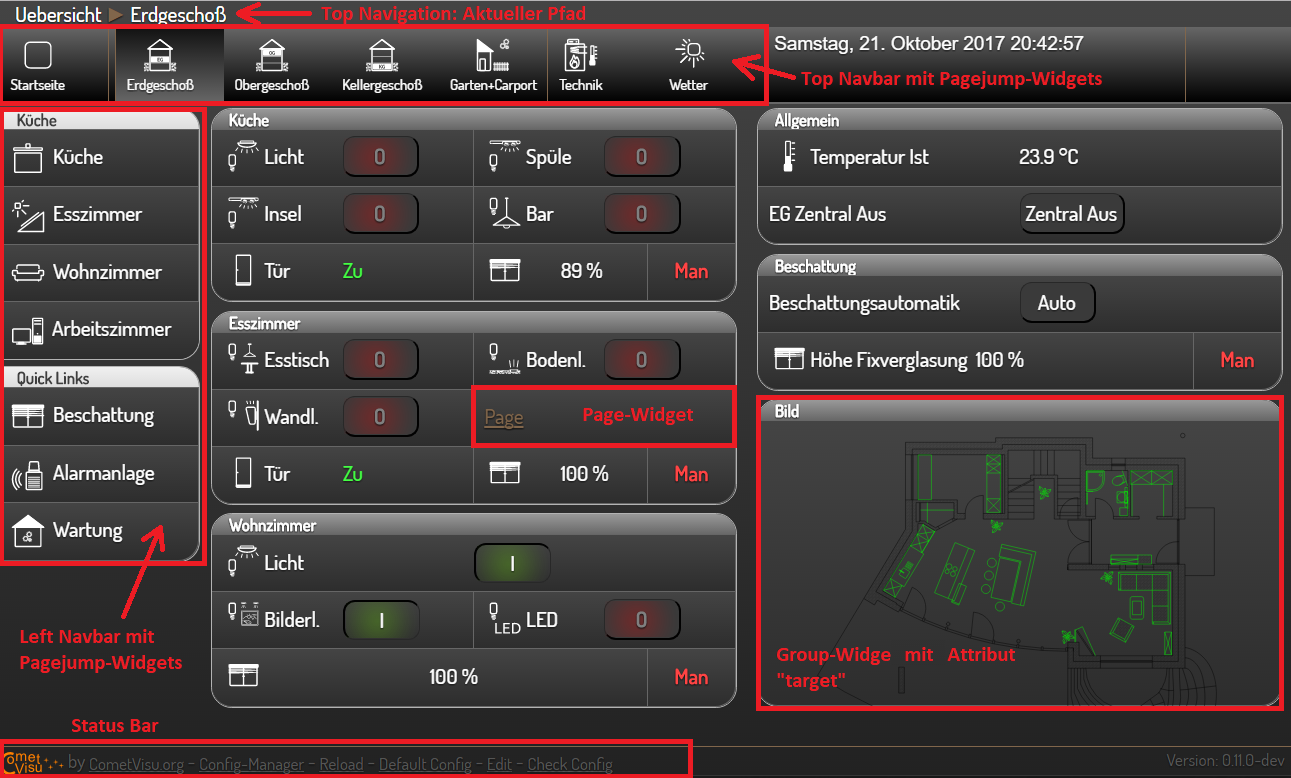 Uebersicht ▶ Erdgeschoß
Top Navigation: Aktueller Pfad
Startseite
EG
Erdgeschoß
OG
Obergeschoß
KG
Kellergeschoß
Garten+Carport
Technik
Wetter
Samstag, 21. Oktober 2017 20:42:57
Top Navbar mit Pagejump-Widgets
Küche
Küche
Esszimmer
Wohnzimmer
Arbeitszimmer
Quick Links
Beschattung
Alarmanlage
Wartung
Left Navbar mit
Pagejump-Widgets
Küche
Licht 0 Spüle 0
Insel 0 Bar 0
Tür Zu 89 % Man
Esszimmer
Esstisch 0 Bodenl. 0
Wandl. 0 Page Page-Widget
Tür Zu 100 % Man
Wohnzimmer
Licht I
Bilderl. I LED LED 0
100 % Man
Allgemein
Temperatur Ist 23.9 °C
EG Zentral Aus Zentral Aus
Beschattung
Beschattungsautomatik Auto
Höhe Fixverglasung 100 % Man
Bild
Group-Widge mit Attribut
"target"
Status Bar
Comet Visu by CometVisu.org - Config-Manager - Reload - Default Config - Edit - Check Config
Version: 0.11.0-dev